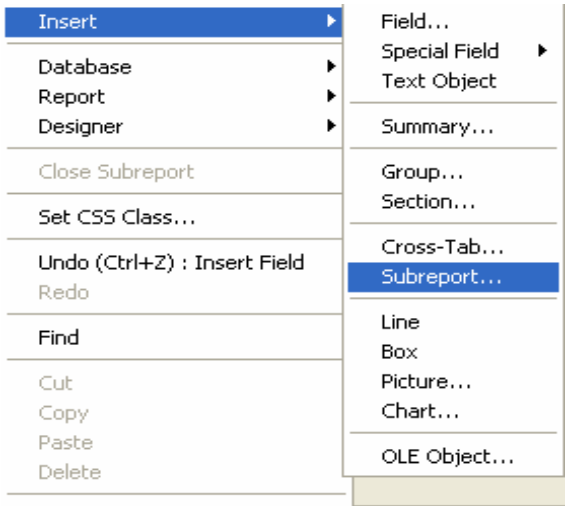 Insert
Database
Report
Designer
Close Subreport
Set CSS Class...
Undo (Ctrl+Z) : Insert Field
Redo
Find
Cut
Copy
Paste
Delete
Field...
Special Field
Text Object
Summary...
Group...
Section...
Cross-Tab...
Subreport...
Line
Box
Picture...
Chart...
OLE Object...